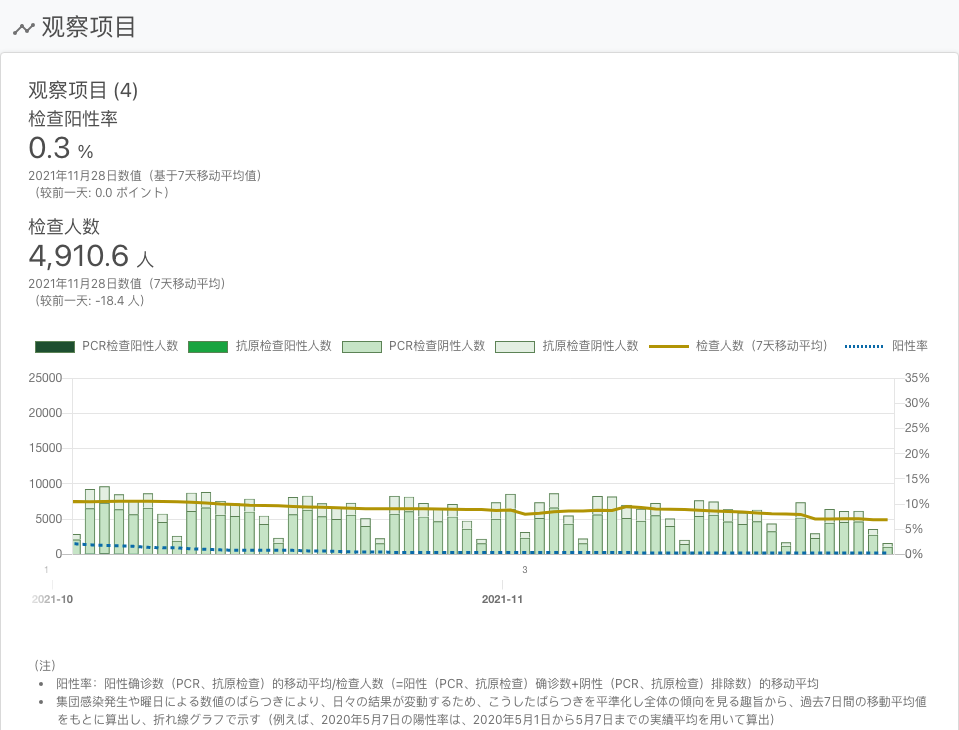 观察项目
观察项目 (4)
检查阳性率
0.3 %
2021年11月28日数值（基于7天移动平均值）
（较前一天: 0.0 ポイント）
检查人数
4,910.6 人
2021年11月28日数值（7天移动平均）
（较前一天: -18.4 人）
PCR检查阳性人数 抗原检查阳性人数 PCR检查阴性人数 抗原检查阴性人数 检查人数（7天移动平均） 阳性率
25000 35%
30%
20000
25%
15000 20%
15%
10000
10%
5000 5%
0 0%
1 3
2021-10 2021-11
（注）
• 阳性率：阳性确诊数（PCR、抗原检查）的移动平均/检查人数（=阳性（PCR、抗原检查）确诊数+阴性（PCR、抗原检查）排除数）的移动平均
• 集団感染発生や曜日による数値のばらつきにより、日々の結果が変動するため、こうしたばらつきを平準化し全体の傾向を見る趣旨から、過去7日間の移動平均値
をもとに算出し、折れ線グラフで示す（例えば、2020年5月7日の陽性率は、2020年5月1日から5月7日までの実績平均を用いて算出）